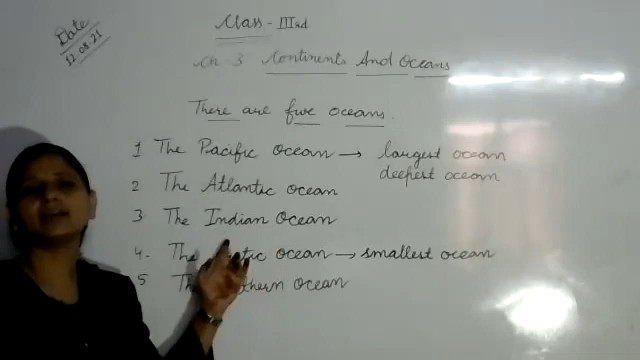 Date
12.08.21
Class - IIIrd
Ch-3 Continents And Oceans
There are five oceans.
1 The Pacific ocean → largest ocean
deepest ocean
2 The Atlantic ocean
3 The Indian Ocean
4. The ocean → smallest ocean
5 ocean